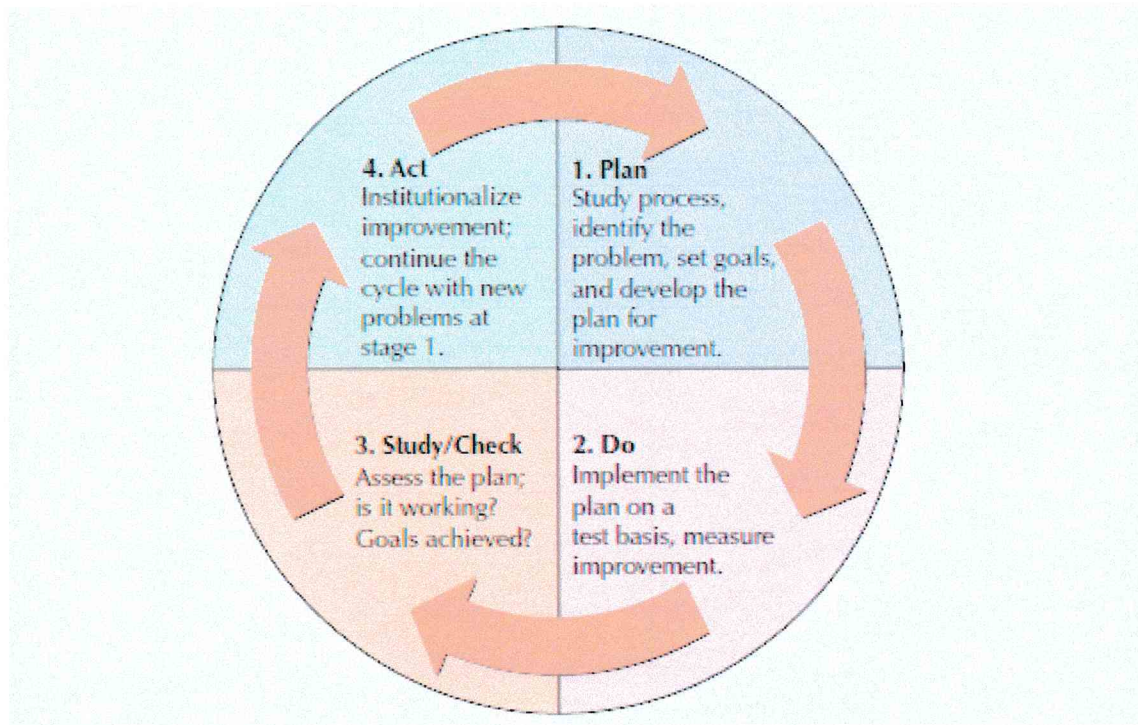 1. Plan
Study process,
identify the
problem, set goals,
and develop the
plan for
improvement.
2. Do
Implement the
plan on a
test basis, measure
improvement.
3. Study/Check
Assess the plan;
is it working?
Goals achieved?
4. Act
Institutionalize
improvement;
continue the
cycle with new
problems at
stage 1.